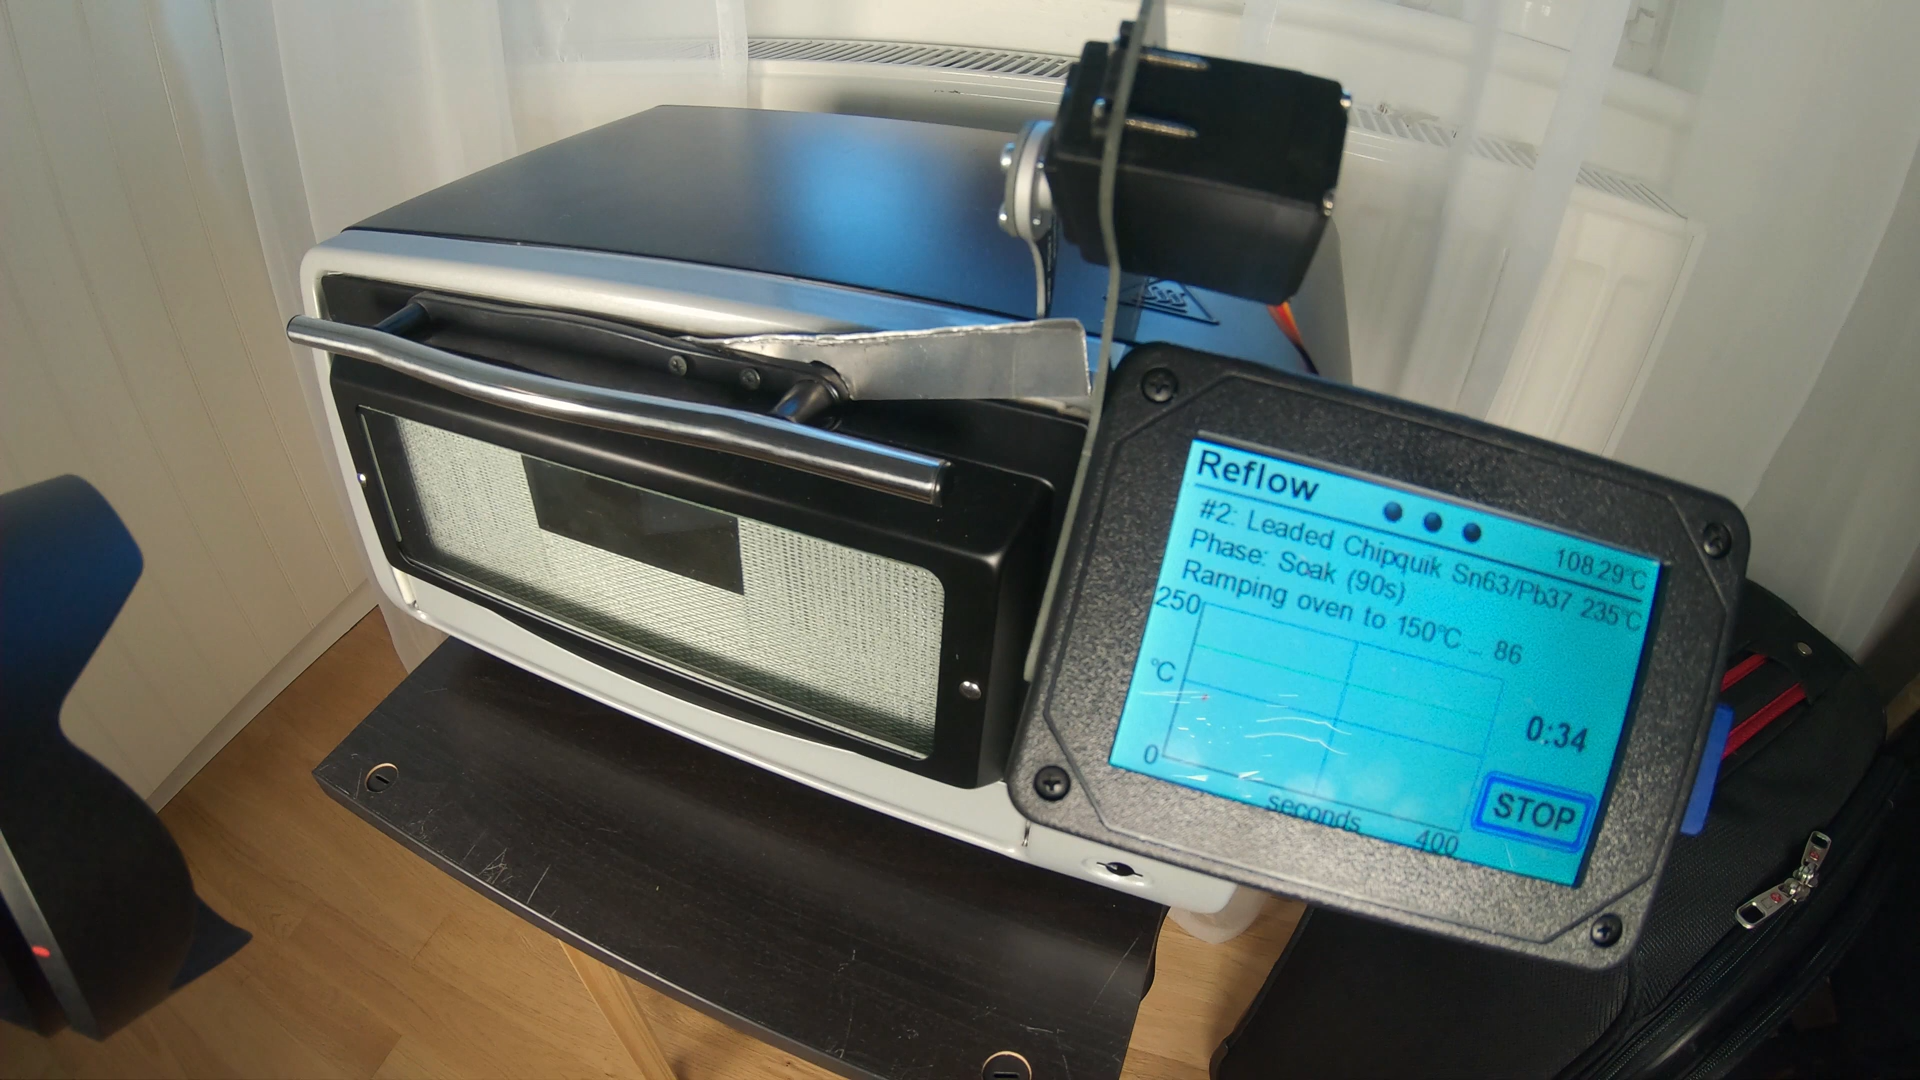 Reflow
108.29°C
#2: Leaded Chipquik Sn63/Pb37 235°C
Phase: Soak (90s)
Ramping oven to 150°C ... 86
250
°C
0:34
0
seconds
400
STOP